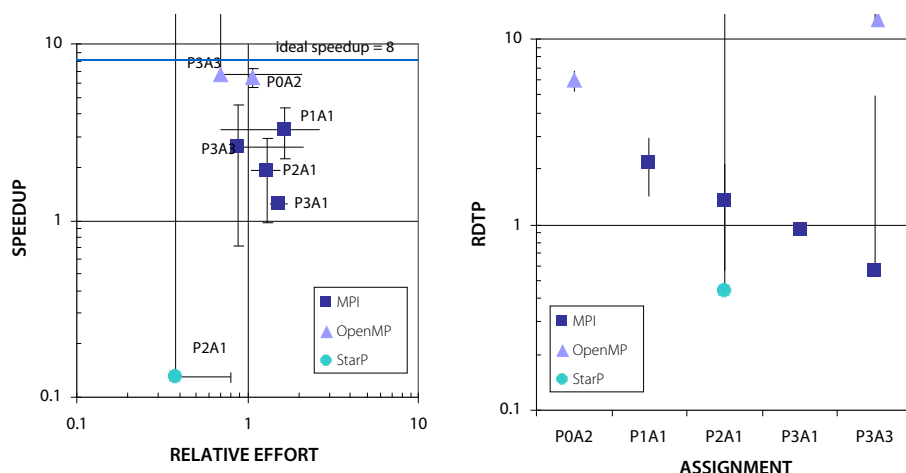 10
ideal speedup = 8
P3A3
P0A2
P1A1
P3A3
P2A1
P3A1
1
P2A1
0.1
SPEEDUP
MPI
OpenMP
StarP
0.1
1
10
RELATIVE EFFORT
10
1
0.1
RDTP
MPI
OpenMP
StarP
P0A2
P1A1
P2A1
P3A1
P3A3
ASSIGNMENT